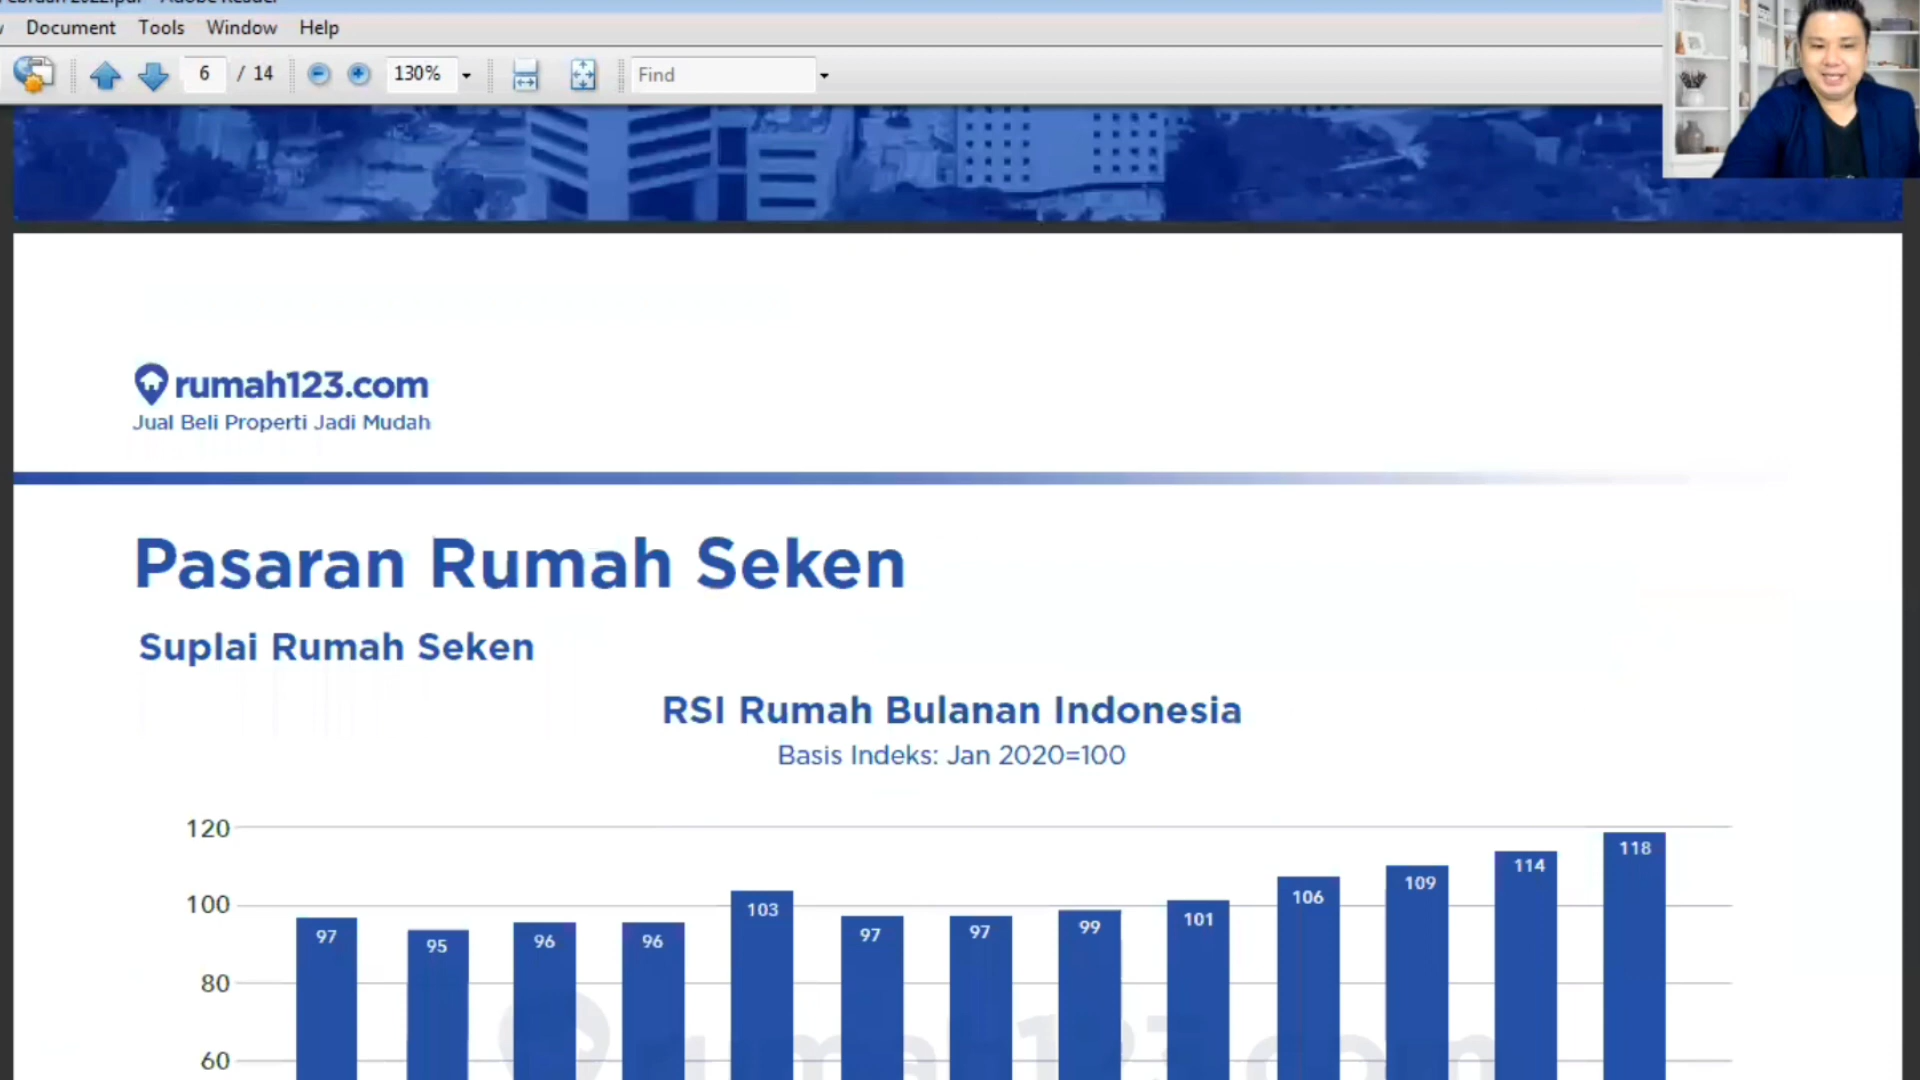 Document Tools Window Help
6 / 14 130% Find
rumah123.com
Jual Beli Properti Jadi Mudah
Pasaran Rumah Seken
Suplai Rumah Seken
RSI Rumah Bulanan Indonesia
Basis Indeks: Jan 2020=100
120
100
80
60
97 95 96 96 103 97 97 99 101 106 109 114 118
rumah123.com